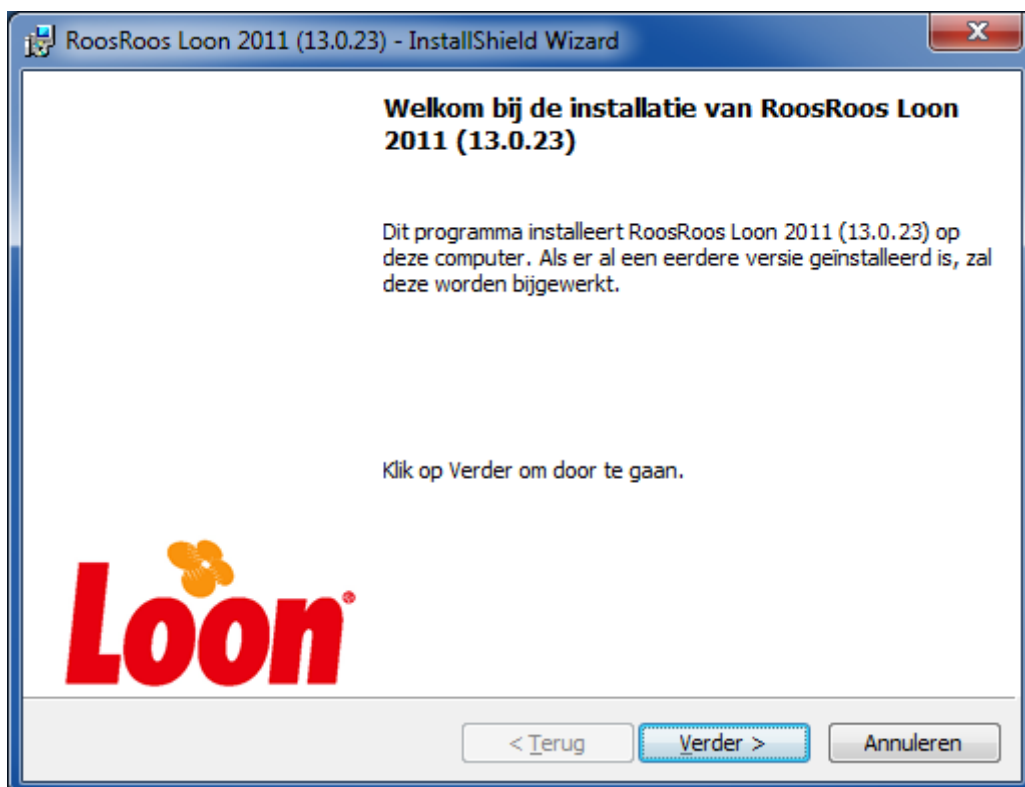 RoosRoos Loon 2011 (13.0.23) - InstallShield Wizard
Welkom bij de installatie van RoosRoos Loon
2011 (13.0.23)
Dit programma installeert RoosRoos Loon 2011 (13.0.23) op
deze computer. Als er al een eerdere versie geïnstalleerd is, zal
deze worden bijgewerkt.
Klik op Verder om door te gaan.
Loon
< Terug
Verder >
Annuleren